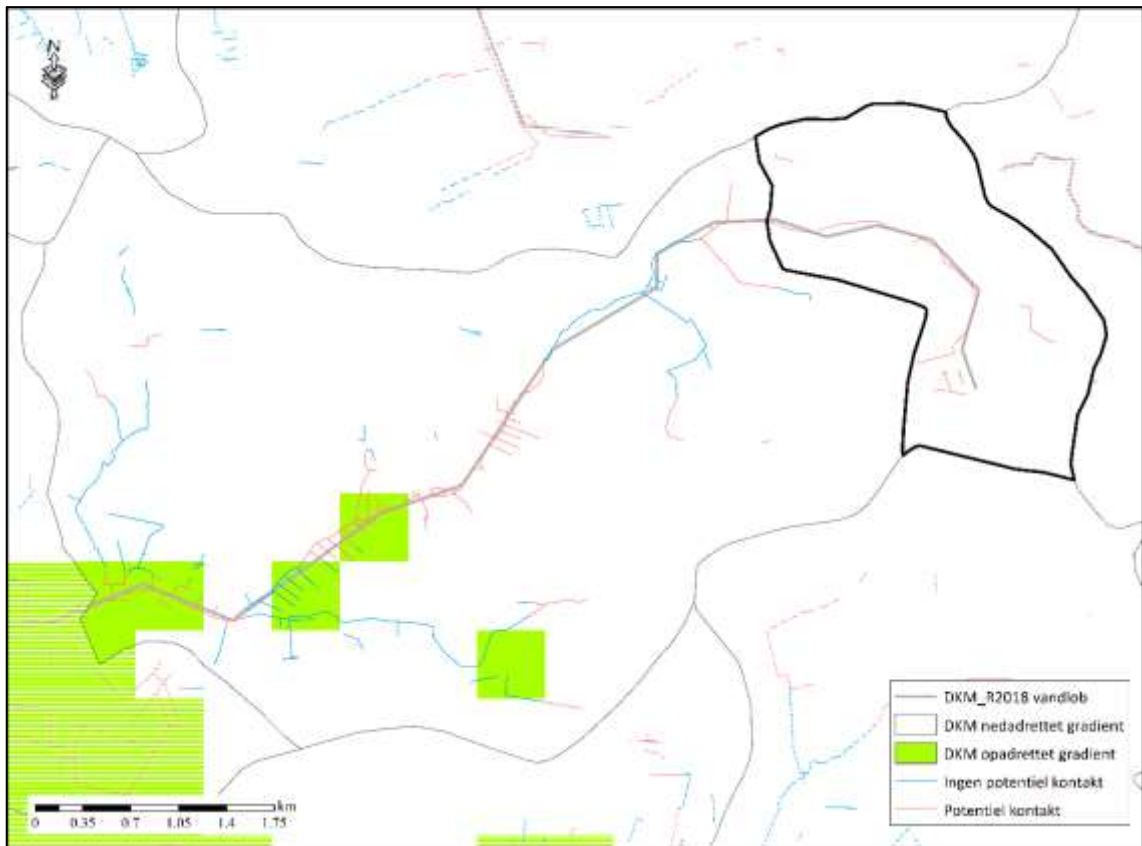 N
DKM_R2018 vandløb
DKM nedadrettet gradient
DKM opadrettet gradient
Ingen potentiel kontakt
Potentiel kontakt
km
0 0.35 0.7 1.05 1.4 1.75